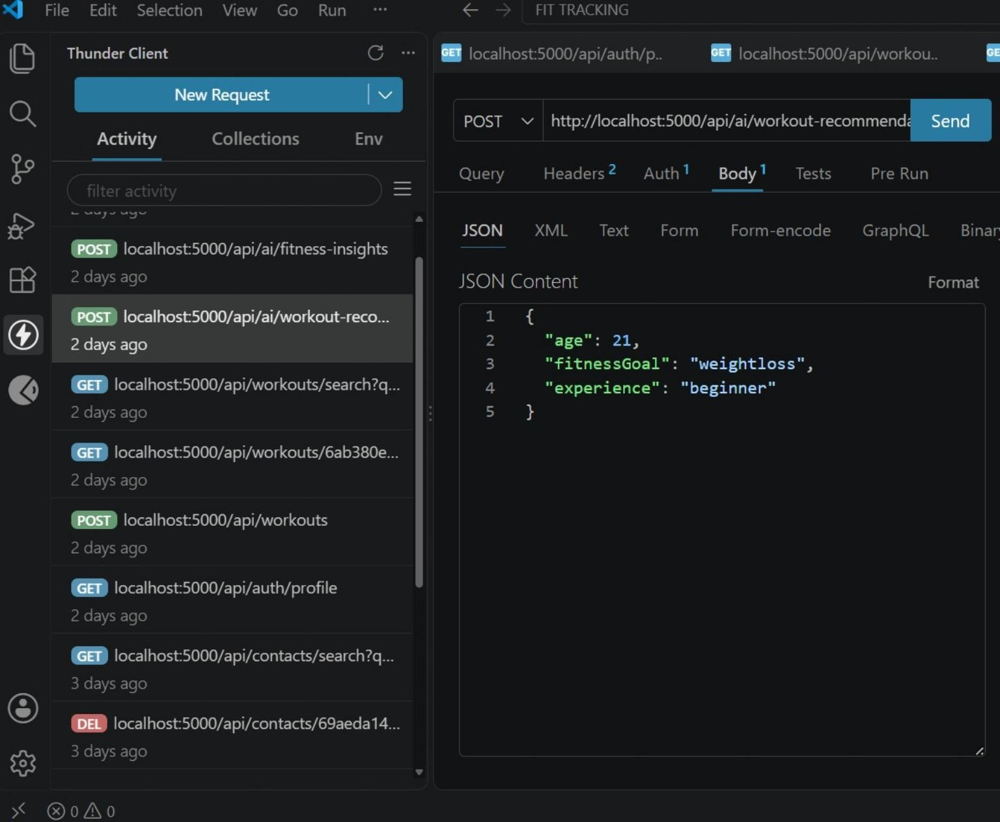 File Edit Selection View Go Run ···
FIT TRACKING
Thunder Client
New Request
Activity Collections Env
filter activity
2 days ago
POST localhost:5000/api/ai/fitness-insights
2 days ago
POST localhost:5000/api/ai/workout-reco...
2 days ago
GET localhost:5000/api/workouts/search?q...
2 days ago
GET localhost:5000/api/workouts/6ab380e...
2 days ago
POST localhost:5000/api/workouts
2 days ago
GET localhost:5000/api/auth/profile
2 days ago
GET localhost:5000/api/contacts/search?q...
3 days ago
DEL localhost:5000/api/contacts/69aeda14...
3 days ago
GET localhost:5000/api/auth/p.. GET localhost:5000/api/workou.. GE
POST http://localhost:5000/api/ai/workout-recommenda Send
Query Headers 2 Auth 1 Body 1 Tests Pre Run
JSON XML Text Form Form-encode GraphQL Binar
JSON Content Format
1 {
2 "age": 21,
3 "fitnessGoal": "weightloss",
4 "experience": "beginner"
5 }
0 0